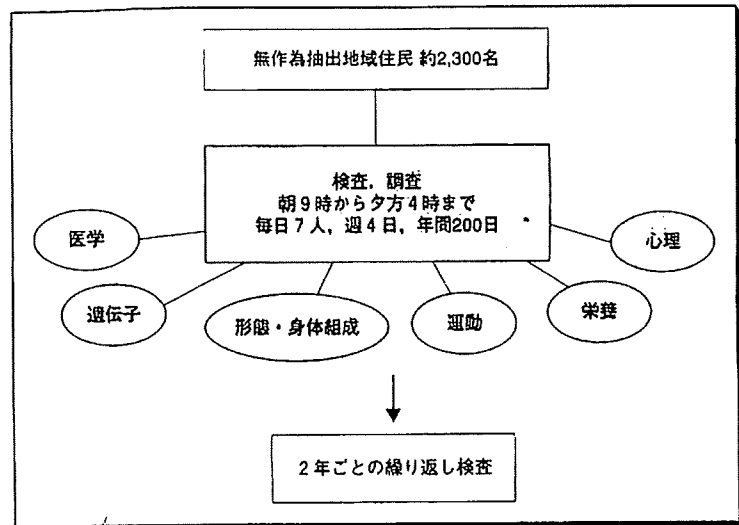 無作為抽出地域住民 約2,300名
検査，調査
朝9時から夕方4時まで
毎日7人，週4日，年間200日
医学
心理
遺伝子
形態・身体組成
運動
栄養
2年ごとの繰り返し検査